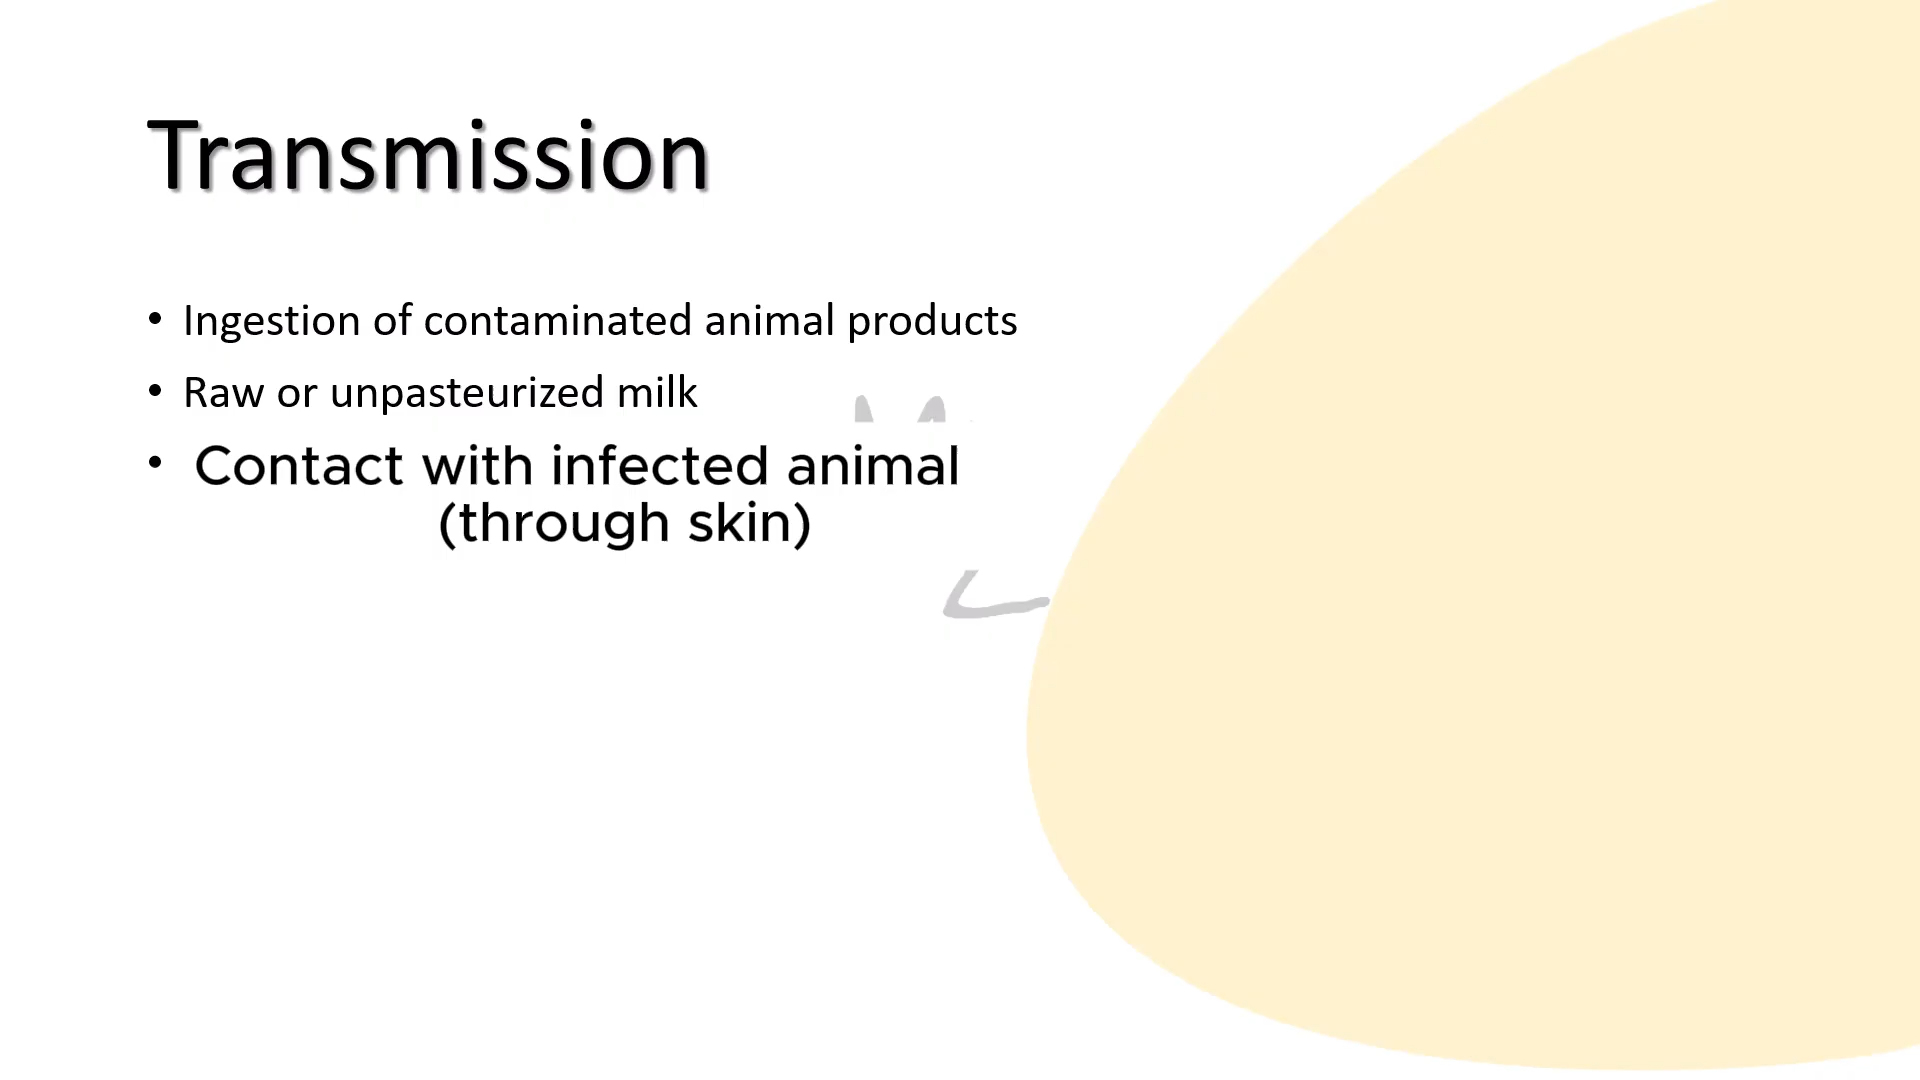 Transmission
• Ingestion of contaminated animal products
• Raw or unpasteurized milk
• Contact with infected animal
(through skin)